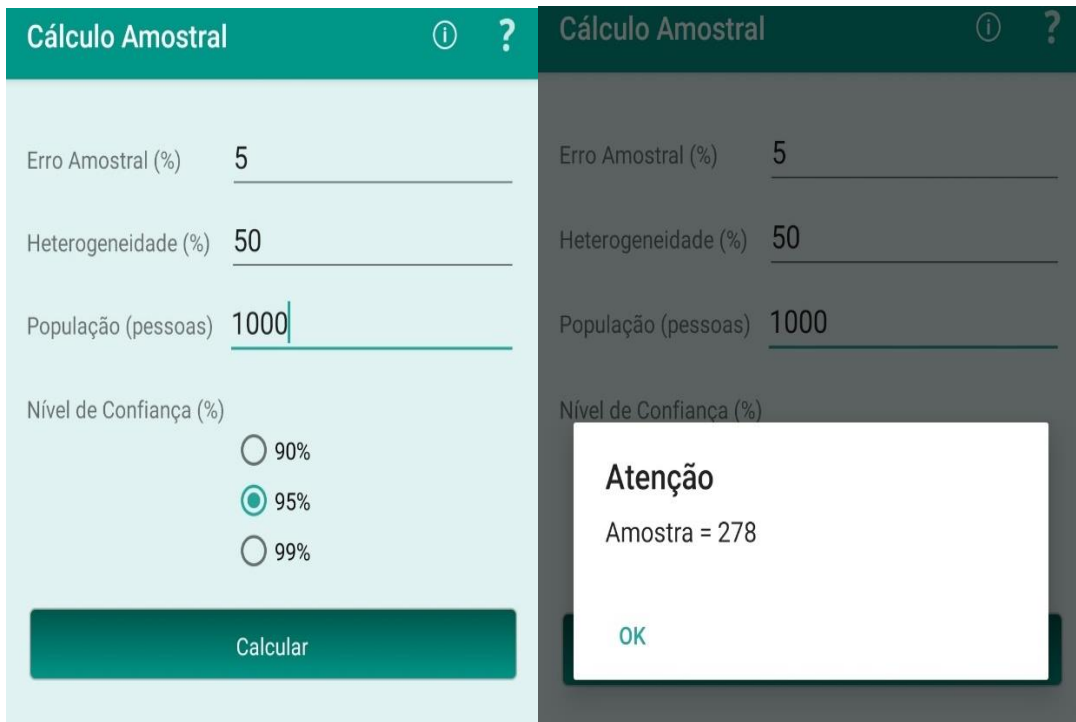 Cálculo Amostral ⓘ ?
Erro Amostral (%) 5
Heterogeneidade (%) 50
População (pessoas) 1000
Nível de Confiança (%)
90%
95%
99%
Calcular
Cálculo Amostral ⓘ ?
Erro Amostral (%) 5
Heterogeneidade (%) 50
População (pessoas) 1000
Nível de Confiança (%)
Atenção
Amostra = 278
OK